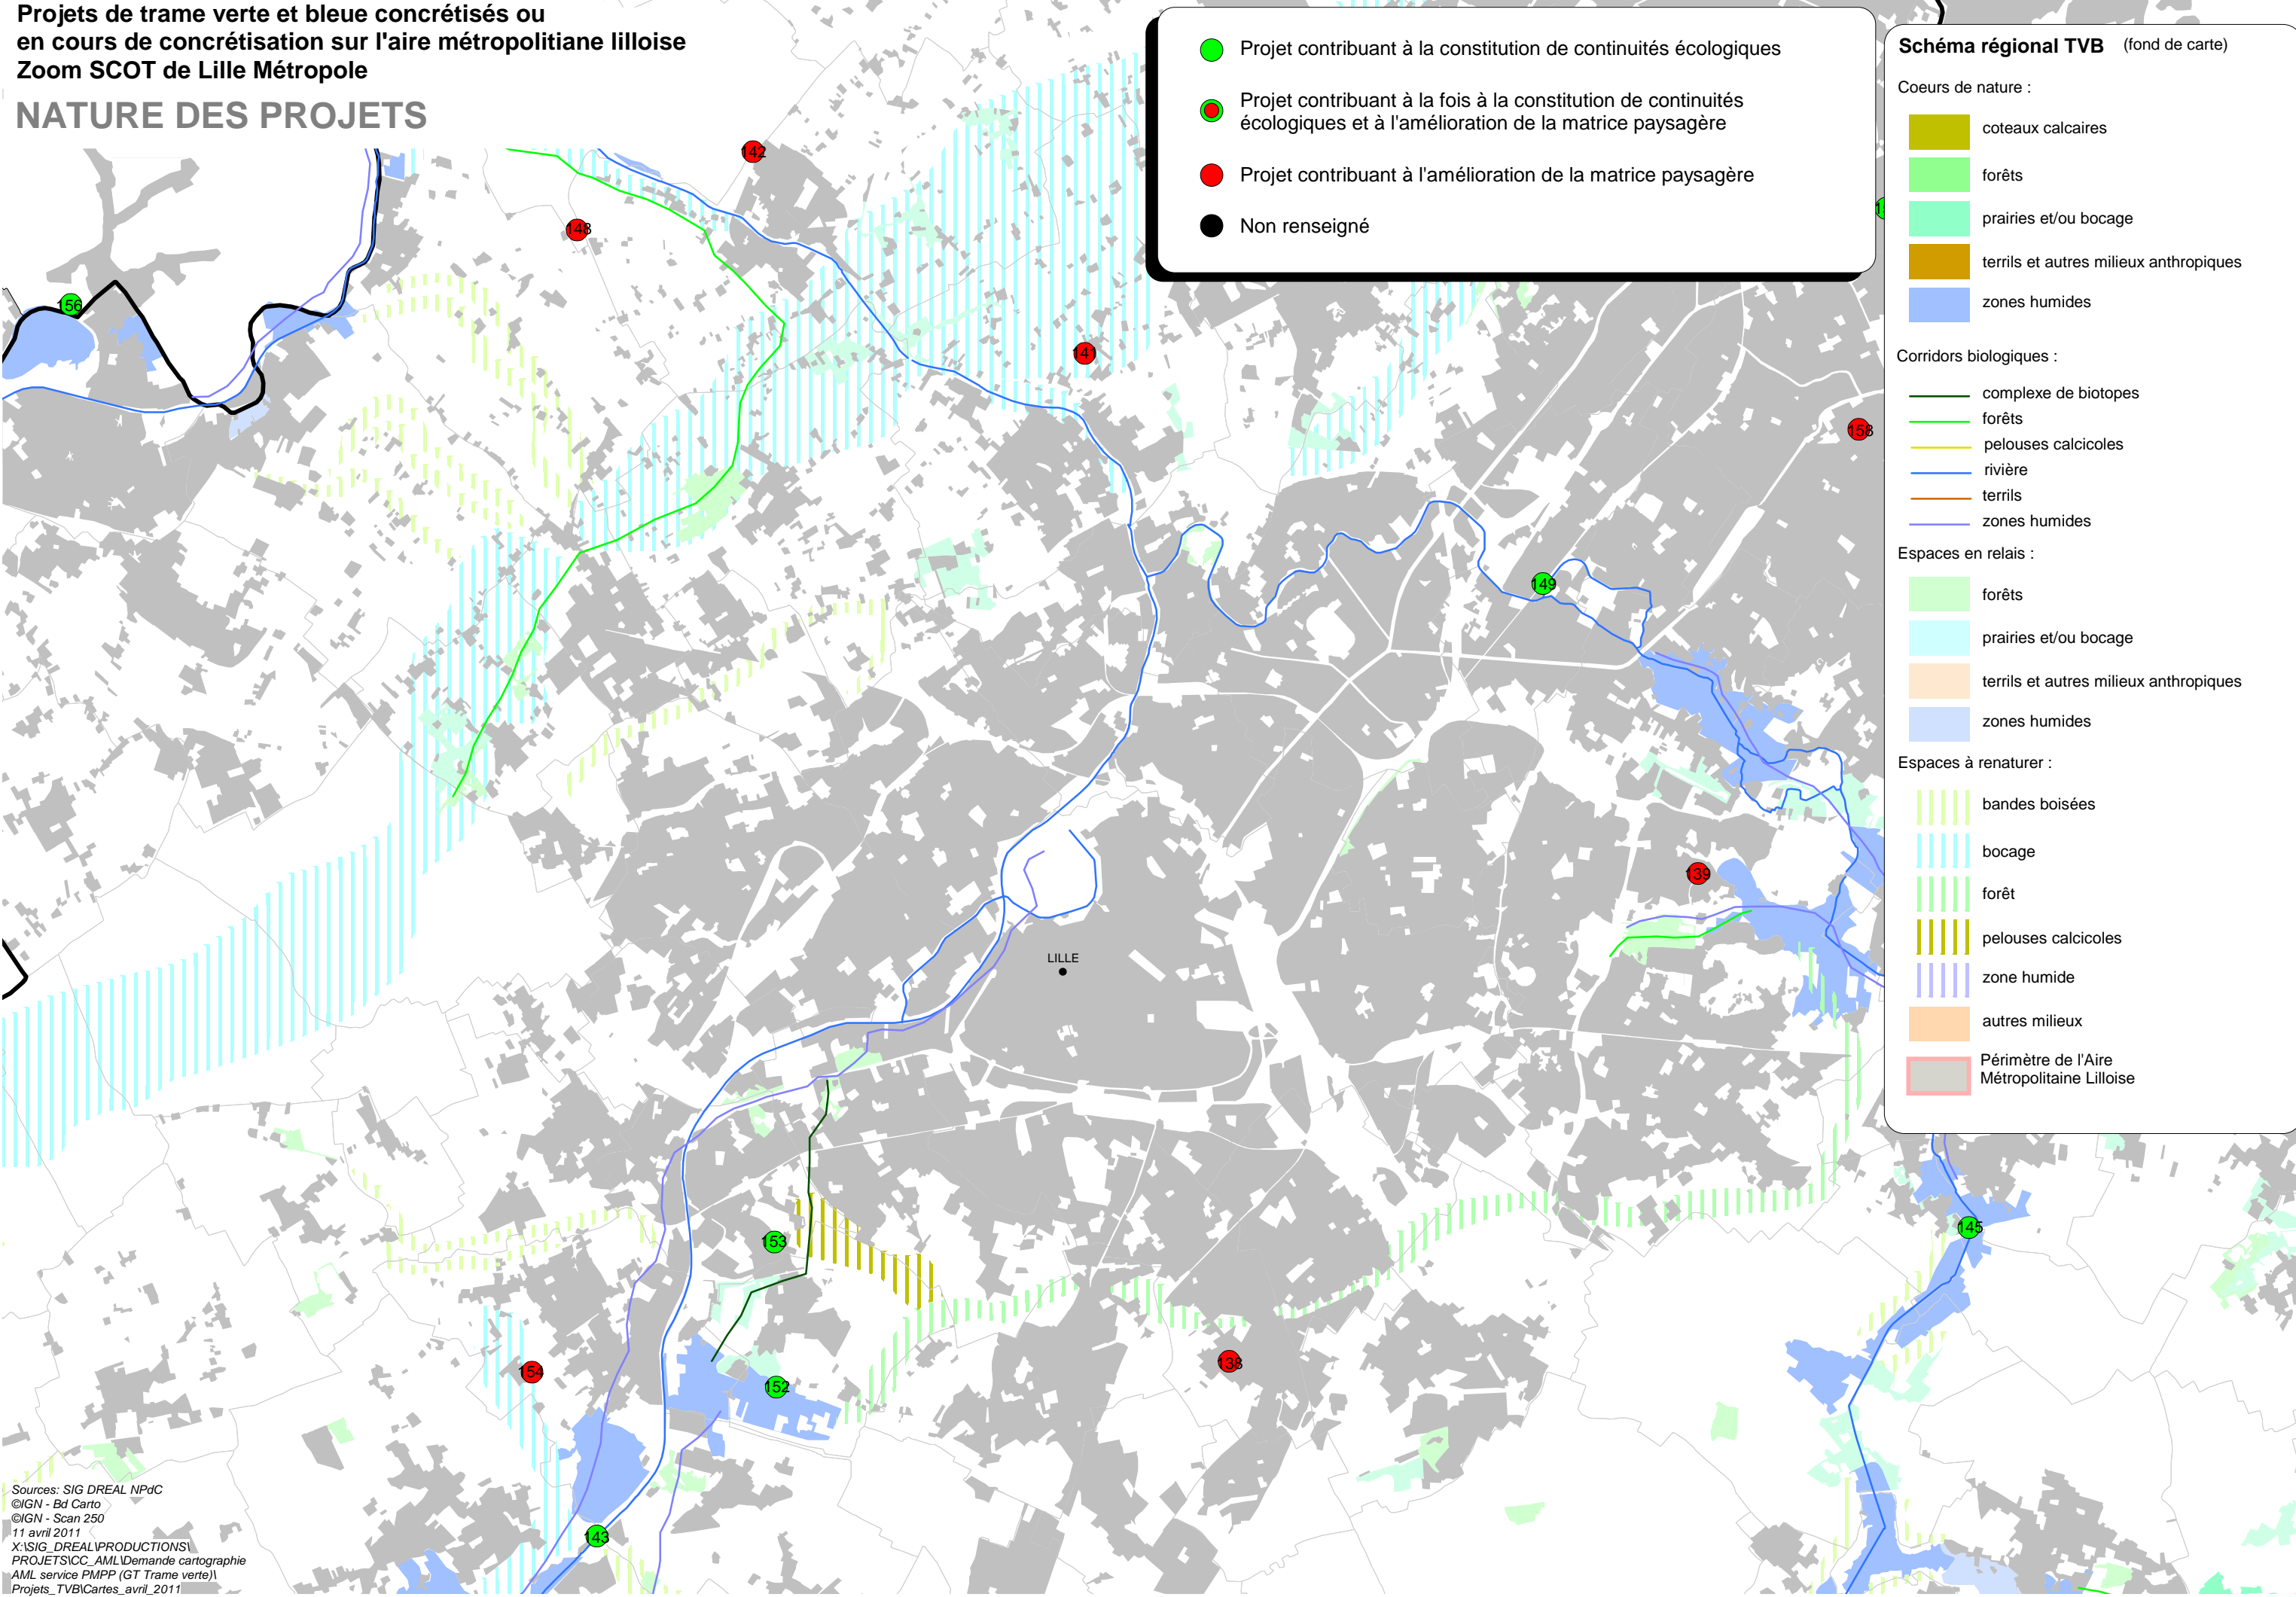 Projets de trame verte et bleue concrétisés ou
en cours de concrétisation sur l'aire métropolitiane lilloise
Zoom SCOT de Lille Métropole
NATURE DES PROJETS
Projet contribuant à la constitution de continuités écologiques
Projet contribuant à la fois à la constitution de continuités
écologiques et à l'amélioration de la matrice paysagère
Projet contribuant à l'amélioration de la matrice paysagère
Non renseigné
Schéma régional TVB (fond de carte)
Coeurs de nature :
coteaux calcaires
forêts
prairies et/ou bocage
terrils et autres milieux anthropiques
zones humides
Corridors biologiques :
complexe de biotopes
forêts
pelouses calcicoles
rivière
terrils
zones humides
Espaces en relais :
forêts
prairies et/ou bocage
terrils et autres milieux anthropiques
zones humides
Espaces à renaturer :
bandes boisées
bocage
forêt
pelouses calcicoles
zone humide
autres milieux
Périmètre de l'Aire
Métropolitaine Lilloise
142
148
156
141
158
149
139
LILLE
153
145
154
138
152
143
Sources: SIG DREAL NPdC
©IGN - Bd Carto
©IGN - Scan 250
11 avril 2011
X:\SIG_DREAL\PRODUCTIONS\
PROJETS\CC_AML\Demande cartographie
AML service PMPP (GT Trame verte)\
Projets_TVB\Cartes_avril_2011